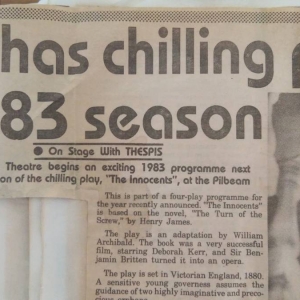 has chilling
83 season
● On Stage With THESPIS
Theatre begins an exciting 1983 programme next
on of the chilling play, "The Innocents", at the Pilbeam
This is part of a four-play programme for
the year recently announced. "The Innocents"
is based on the novel, "The Turn of the
Screw," by Henry James.
The play is an adaptation by William
Archibald. The book was a very successful
film, starring Deborah Kerr, and Sir Ben-
jamin Britten turned it into an opera.
The play is set in Victorian England, 1880.
A sensitive young governess assumes the
guidance of two highly imaginative and preco-